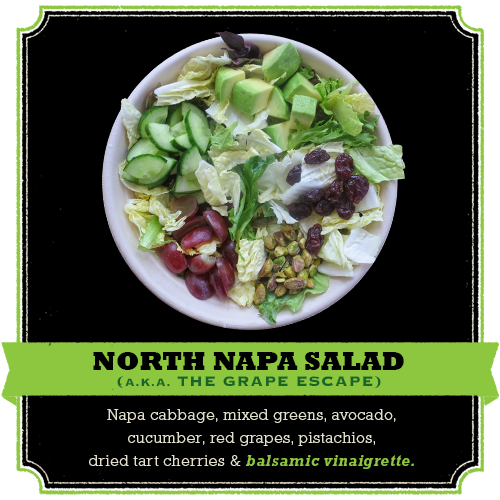 NORTH NAPA SALAD
(A.K.A. THE GRAPE ESCAPE)
Napa cabbage, mixed greens, avocado,
cucumber, red grapes, pistachios,
dried tart cherries & balsamic vinaigrette.